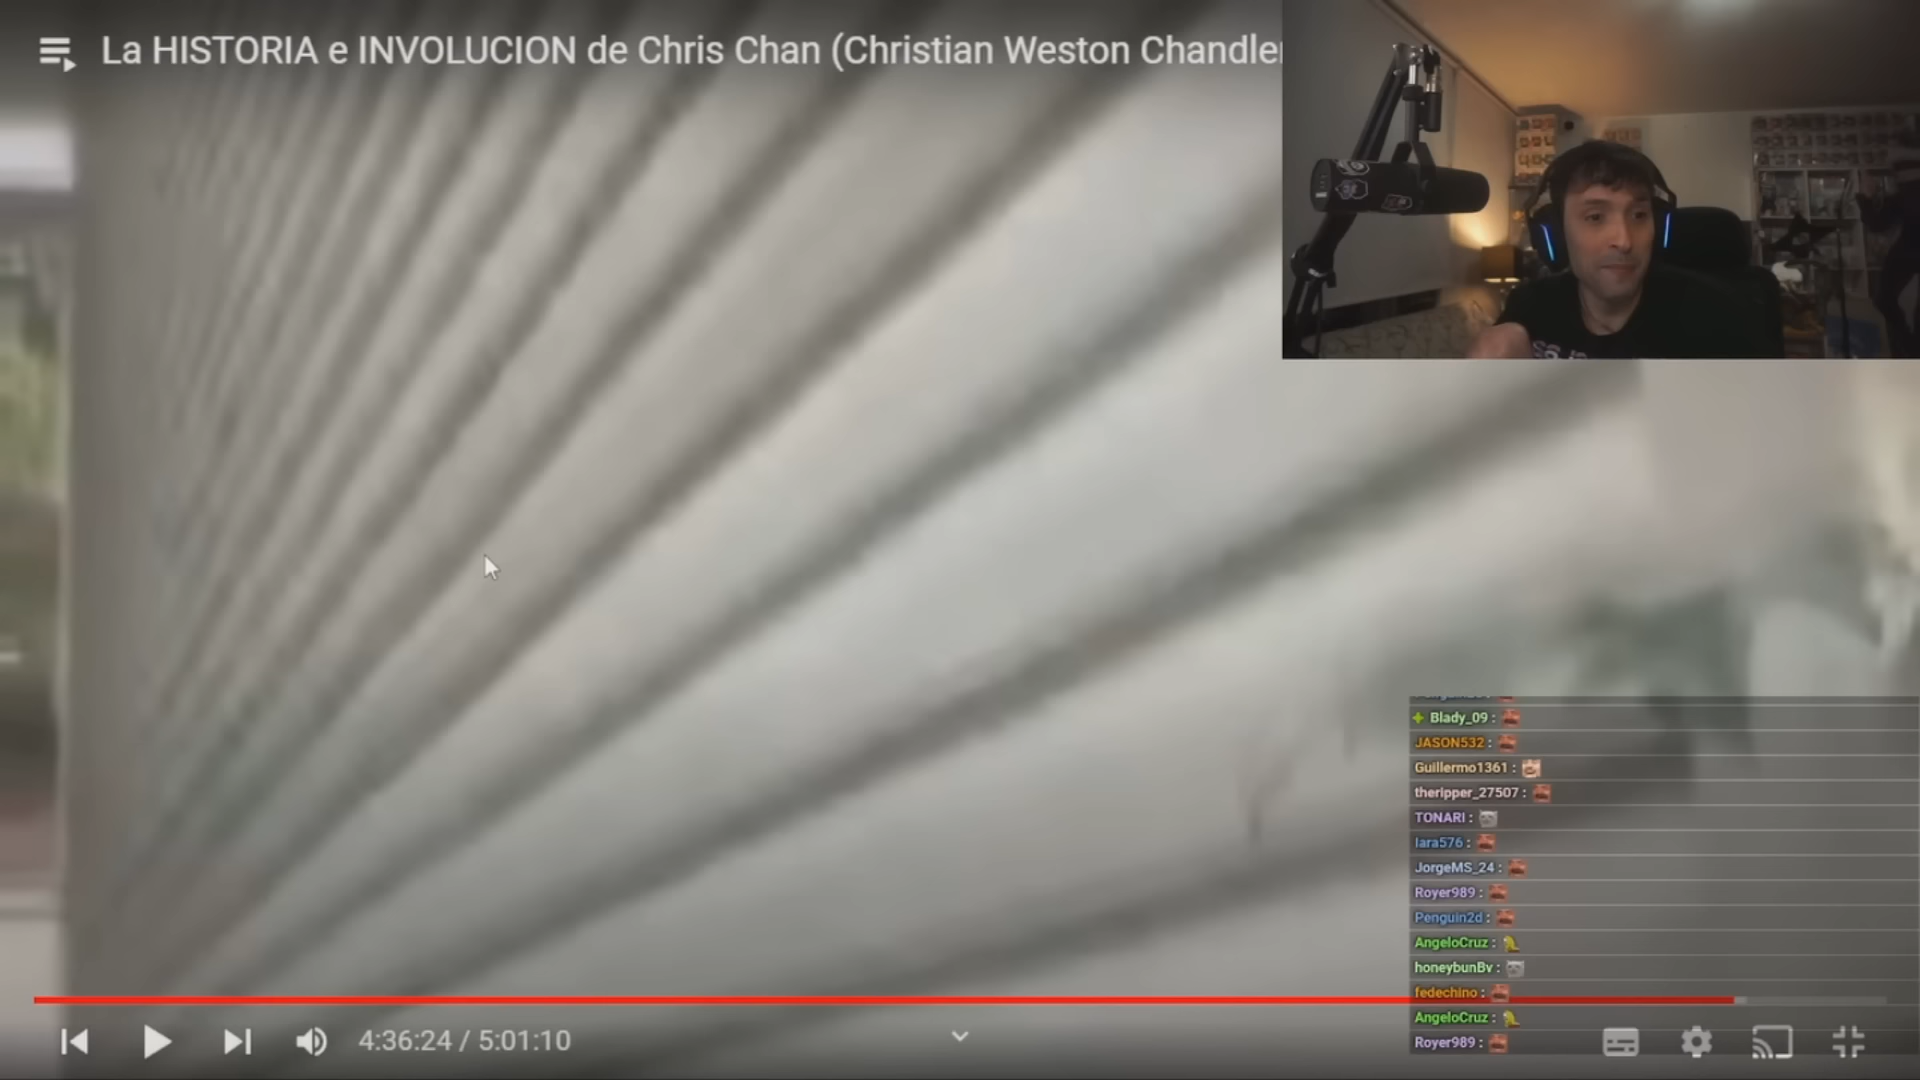 La HISTORIA e INVOLUCION de Chris Chan (Christian Weston Chandler
Blady_09 :
JASON532 :
Guillermo1361 :
theripper_27507 :
TONARI :
lara576 :
JorgeMS_24 :
Royer989 :
Penguin2d :
AngeloCruz :
honeybunBv :
fedechino :
AngeloCruz :
Royer989 :
4:36:24 / 5:01:10